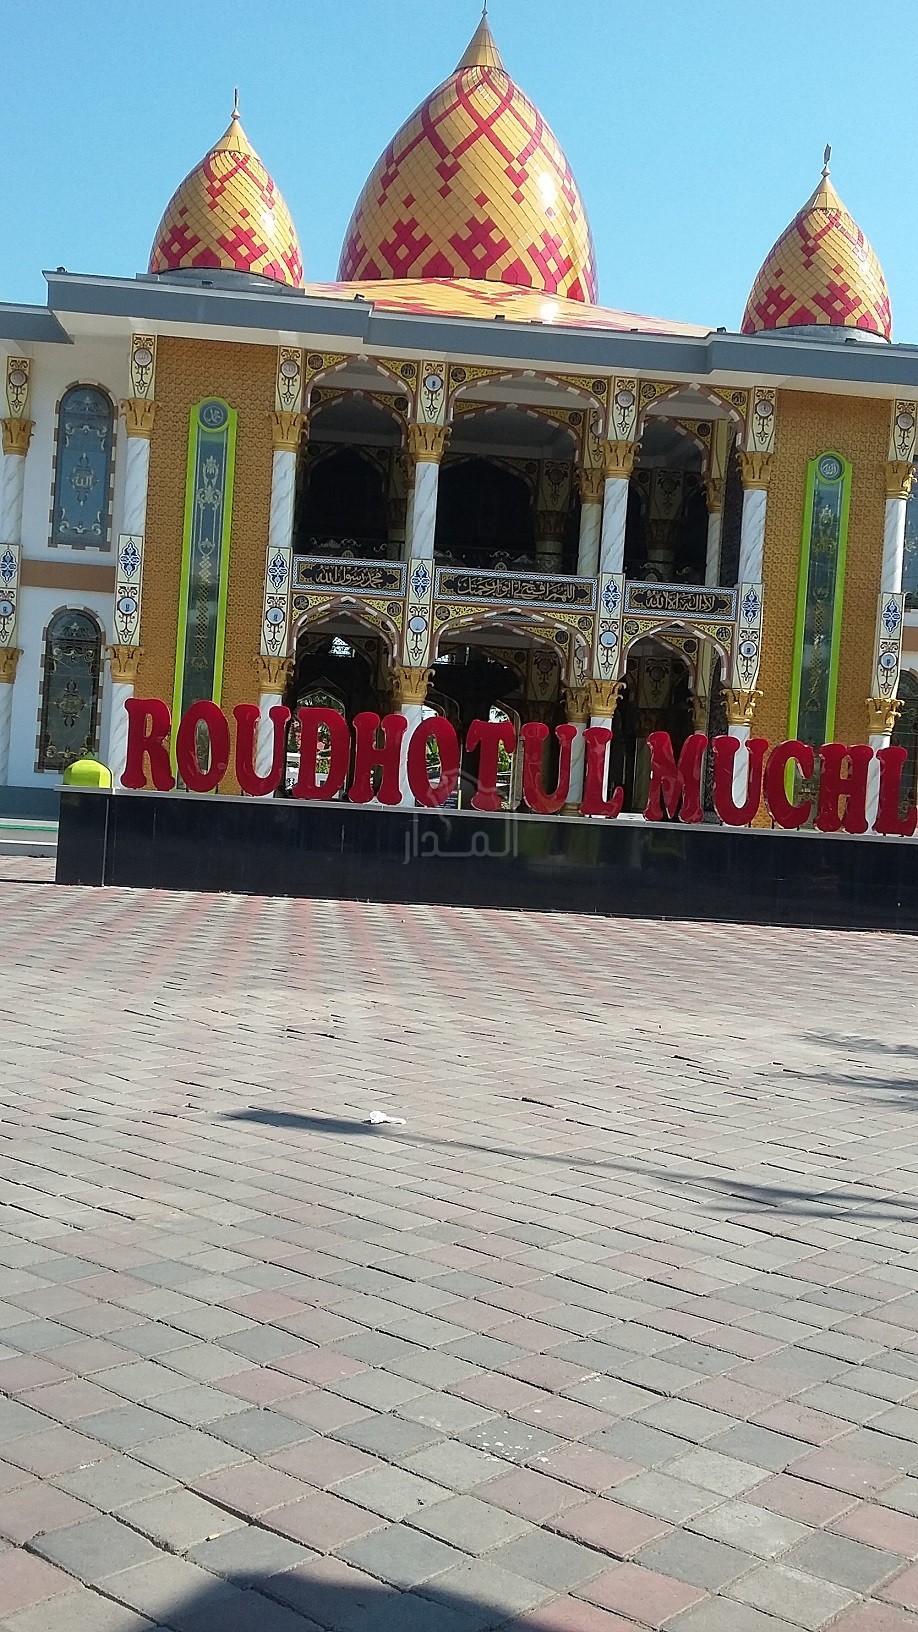 محمد رسول الله
لا اله الا الله
ROUDHOTUL MUCHL
المدار